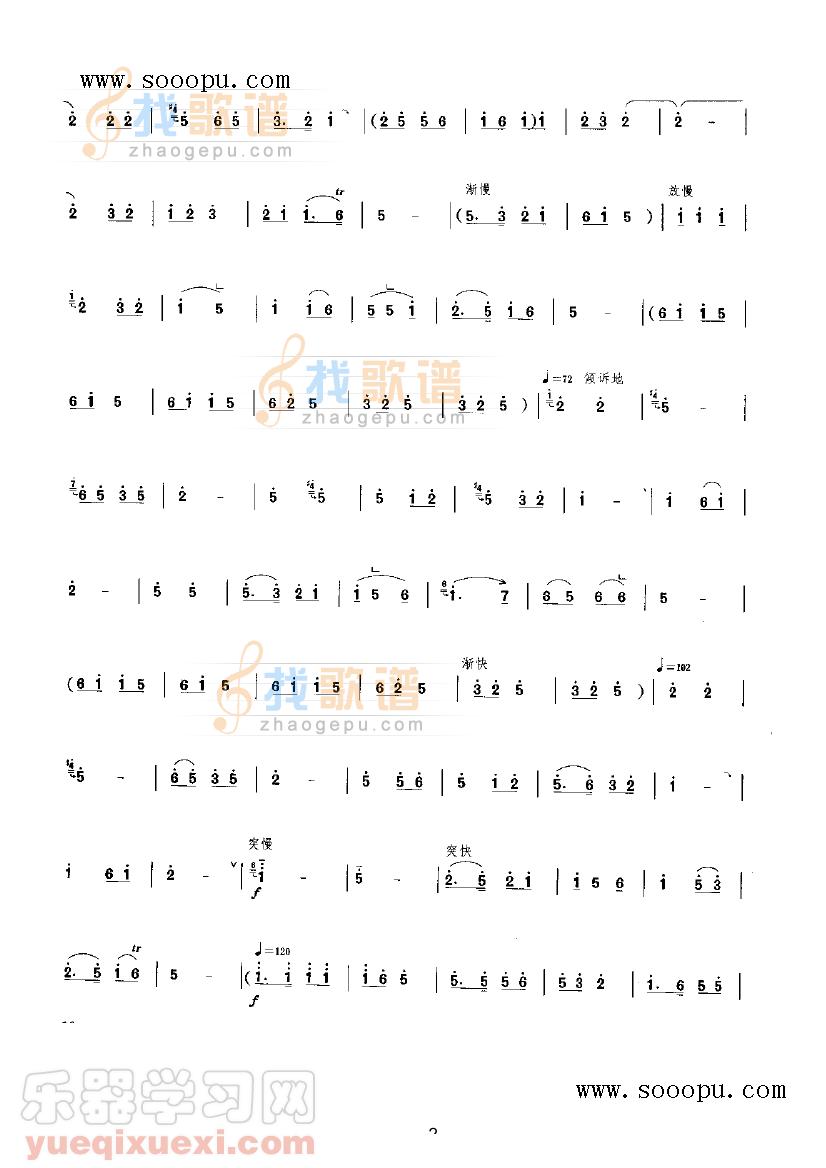 www.sooopu.com
找歌谱
zhaogepu.com
2 2 2 | 5 6 5 | 3. 2 1 | (2 5 5 6 | 1 6 1)1 | 2 3 2 | 2 - |
tr 渐慢 放慢
2 3 2 | 1 2 3 | 2 1 1. 6 | 5 - | (5. 3 2 1 | 6 1 5 ) | 1 1 1 |
2 3 2 | 1 5 | 1 1 6 | 5 5 1 | 2. 5 1 6 | 5 - | (6 1 1 5 |
找歌谱
zhaogepu.com
♩=72 倾诉地
6 1 5 | 6 1 1 5 | 6 2 5 | 3 2 5 | 3 2 5 ) | 2 2 | 5 - |
6 5 3 5 | 2 - | 5 5 | 5 1 2 | 5 3 2 | 1 - | 1 6 1 |
2 - | 5 5 | 5. 3 2 1 | 1 5 6 | 1. 7 | 6 5 6 6 | 5 - |
找歌谱
zhaogepu.com
渐快 ♩=102
(6 1 1 5 | 6 1 5 | 6 1 1 5 | 6 2 5 | 3 2 5 | 3 2 5 ) | 2 2 |
5 - | 6 5 3 5 | 2 - | 5 5 6 | 5 1 2 | 5. 6 3 2 | 1 - |
突慢 突快
1 6 1 | 2 - | 1 | 5 - | 2. 5 2 1 | 1 5 6 | 1 5 3 |
f
tr ♩=120
2. 5 1 6 | 5 - | (1. 1 1 1 | 1 6 5 | 5. 5 5 6 | 5 3 2 | 1. 6 5 5 |
f
乐器学习网
yueqixuexi.com
www.sooopu.com